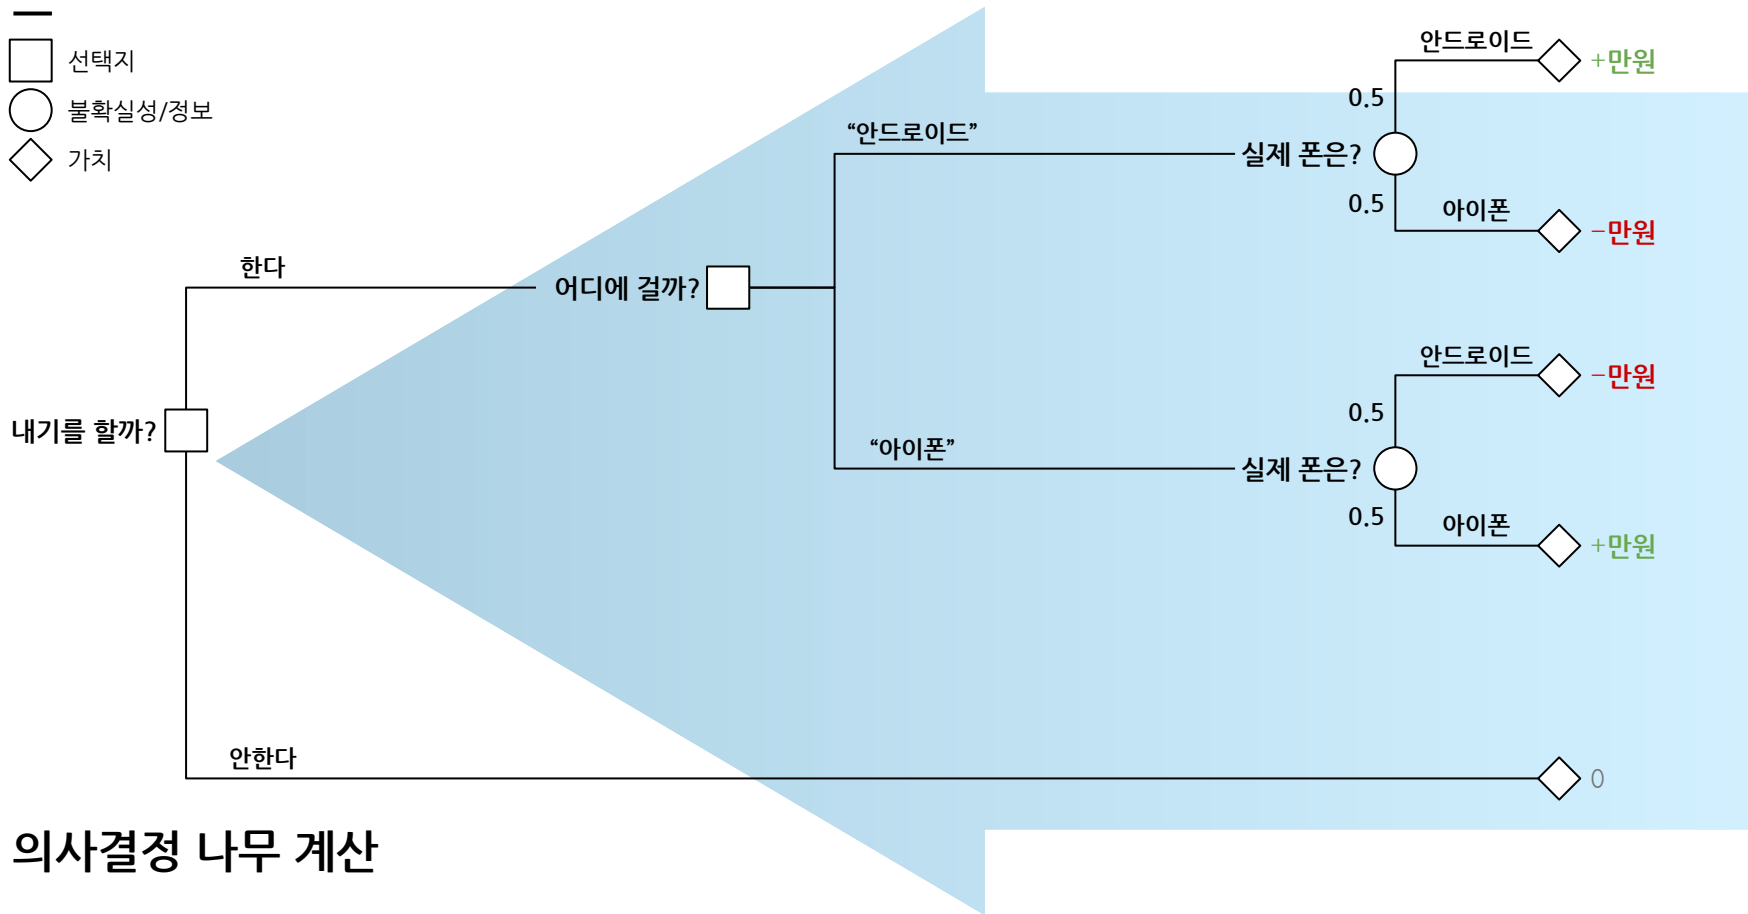 선택지
불확실성/정보
가치
안드로이드
+만원
0.5
“안드로이드”
실제 폰은?
0.5
아이폰
−만원
한다
어디에 걸까?
안드로이드
−만원
0.5
내기를 할까?
“아이폰”
실제 폰은?
0.5
아이폰
+만원
안한다
0
의사결정 나무 계산